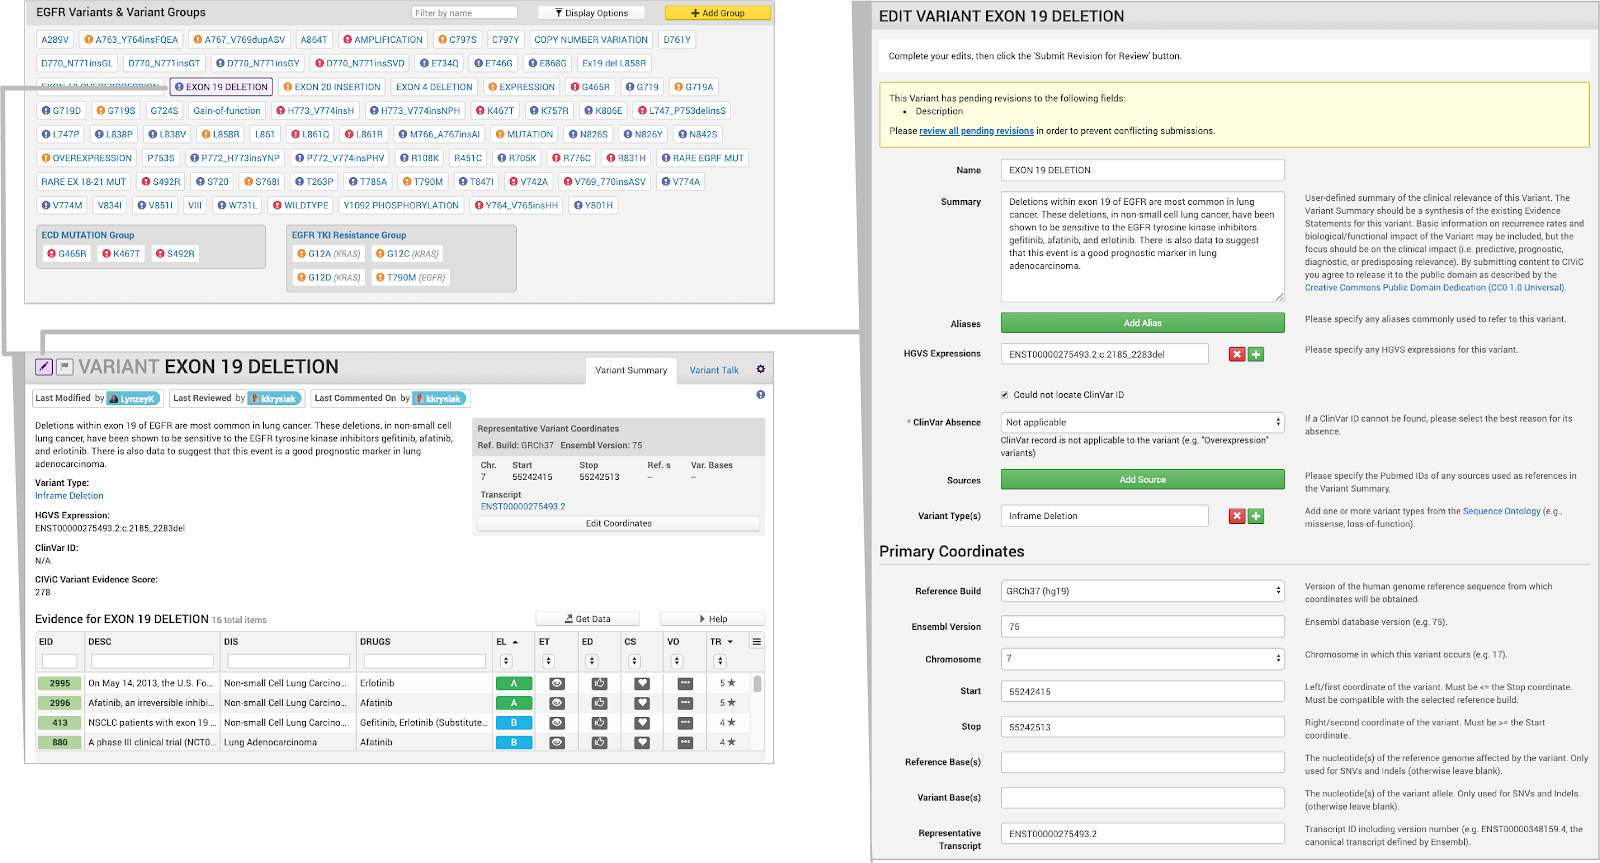 EGFR Variants & Variant Groups
Filter by name
Display Options
Add Group
A289V A763_Y764insFQEA A767_V769dupASV A864T AMPLIFICATION C797S C797Y COPY NUMBER VARIATION D761Y
D770_N771insGL D770_N771insGT D770_N771insGY D770_N771insSVD E734Q E746G E868G Ex19 del L858R
EXON 19 DELETION EXON 20 INSERTION EXON 4 DELETION EXPRESSION G465R G719 G719A
G719D G719S G724S Gain-of-function H773_V774insH H773_V774insNPH K467T K757R K806E L747_P753delinsS
L747P L838P L838V L858R L861 L861Q L861R M766_A767insAI MUTATION N826S N826Y N842S
OVEREXPRESSION P753S P772_H773insYNP P772_V774insPHV R108K R451C R705K R776C R831H RARE EGRF MUT
RARE EX 18-21 MUT S492R S720 S768I T263P T785A T790M T847I V742A V769_770insASV V774A
V774M V834I V851I VIII W731L WILDTYPE Y1092 PHOSPHORYLATION Y764_V765insHH Y801H
ECD MUTATION Group
G465R K467T S492R
EGFR TKI Resistance Group
G12A (KRAS) G12C (KRAS)
G12D (KRAS) T790M (EGFR)
VARIANT EXON 19 DELETION
Variant Summary
Variant Talk
Last Modified by LynzeyK
Last Reviewed by kkrysiak
Last Commented On by kkrysiak
Deletions within exon 19 of EGFR are most common in lung cancer. These deletions, in non-small cell
lung cancer, have been shown to be sensitive to the EGFR tyrosine kinase inhibitors gefitinib, afatinib,
and erlotinib. There is also data to suggest that this event is a good prognostic marker in lung
adenocarcinoma.
Variant Type:
Inframe Deletion
HGVS Expression:
ENST00000275493.2:c.2185_2283del
ClinVar ID:
N/A
CIViC Variant Evidence Score:
278
Representative Variant Coordinates
Ref. Build: GRCh37 Ensembl Version: 75
Chr. Start Stop Ref. s Var. Bases
7 55242415 55242513 -- --
Transcript
ENST00000275493.2
Edit Coordinates
Evidence for EXON 19 DELETION 16 total items
Get Data
Help
EID DESC DIS DRUGS EL ET ED CS VO TR
2995 On May 14, 2013, the U.S. Fo... Non-small Cell Lung Carcino... Erlotinib A 5
2996 Afatinib, an irreversible inhibi... Non-small Cell Lung Carcino... Afatinib A 5
413 NSCLC patients with exon 19 ... Non-small Cell Lung Carcino... Gefitinib, Erlotinib (Substitute... B 4
880 A phase III clinical trial (NCT0... Lung Adenocarcinoma Afatinib B 4
EDIT VARIANT EXON 19 DELETION
Complete your edits, then click the 'Submit Revision for Review' button.
This Variant has pending revisions to the following fields:
• Description
Please review all pending revisions in order to prevent conflicting submissions.
Name
EXON 19 DELETION
Summary
Deletions within exon 19 of EGFR are most common in lung
cancer. These deletions, in non-small cell lung cancer, have been
shown to be sensitive to the EGFR tyrosine kinase inhibitors
gefitinib, afatinib, and erlotinib. There is also data to suggest
that this event is a good prognostic marker in lung
adenocarcinoma.
User-defined summary of the clinical relevance of this Variant. The
Variant Summary should be a synthesis of the existing Evidence
Statements for this variant. Basic information on recurrence rates and
biological/functional impact of the Variant may be included, but the
focus should be on the clinical impact (i.e. predictive, prognostic,
diagnostic, or predisposing relevance). By submitting content to CIViC
you agree to release it to the public domain as described by the
Creative Commons Public Domain Dedication (CC0 1.0 Universal).
Aliases
Add Alias
Please specify any aliases commonly used to refer to this variant.
HGVS Expressions
ENST00000275493.2:c.2185_2283del
Please specify any HGVS expressions for this variant.
Could not locate ClinVar ID
* ClinVar Absence
Not applicable
ClinVar record is not applicable to the variant (e.g. "Overexpression"
variants)
If a ClinVar ID cannot be found, please select the best reason for its
absence.
Sources
Add Source
Please specify the Pubmed IDs of any sources used as references in
the Variant Summary.
Variant Type(s)
Inframe Deletion
Add one or more variant types from the Sequence Ontology (e.g.,
missense, loss-of-function).
Primary Coordinates
Reference Build
GRCh37 (hg19)
Version of the human genome reference sequence from which
coordinates will be obtained.
Ensembl Version
75
Ensembl database version (e.g. 75).
Chromosome
7
Chromosome in which this variant occurs (e.g. 17).
Start
55242415
Left/first coordinate of the variant. Must be <= the Stop coordinate.
Must be compatible with the selected reference build.
Stop
55242513
Right/second coordinate of the variant. Must be >= the Start
coordinate.
Reference Base(s)
The nucleotide(s) of the reference genome affected by the variant. Only
used for SNVs and Indels (otherwise leave blank).
Variant Base(s)
The nucleotide(s) of the variant allele. Only used for SNVs and Indels
(otherwise leave blank).
Representative
Transcript
ENST00000275493.2
Transcript ID including version number (e.g. ENST00000348159.4, the
canonical transcript defined by Ensembl).